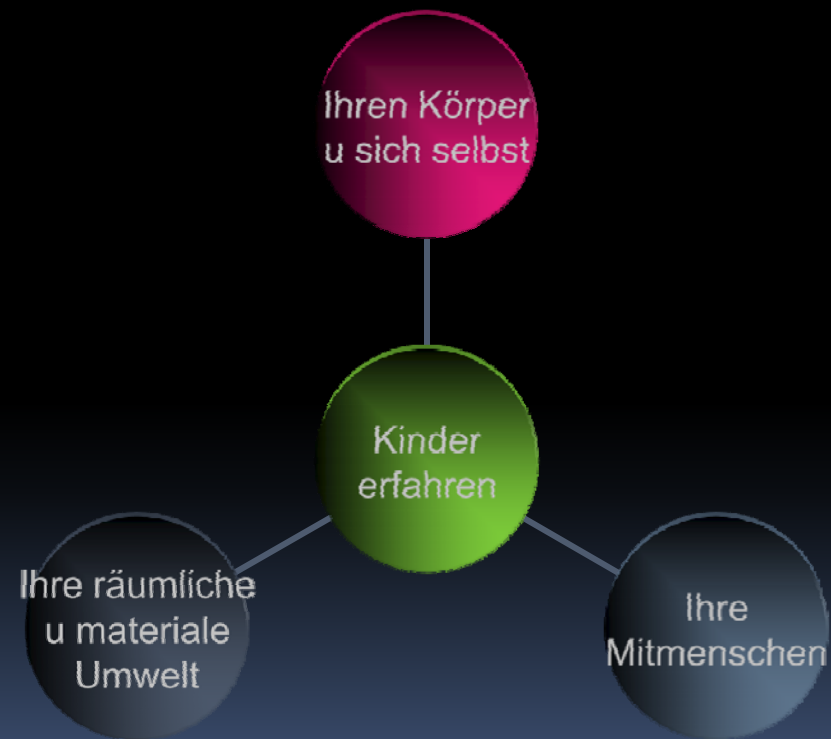 Ihren Körper
u sich selbst
Kinder
erfahren
Ihre räumliche
u materiale
Umwelt
Ihre
Mitmenschen